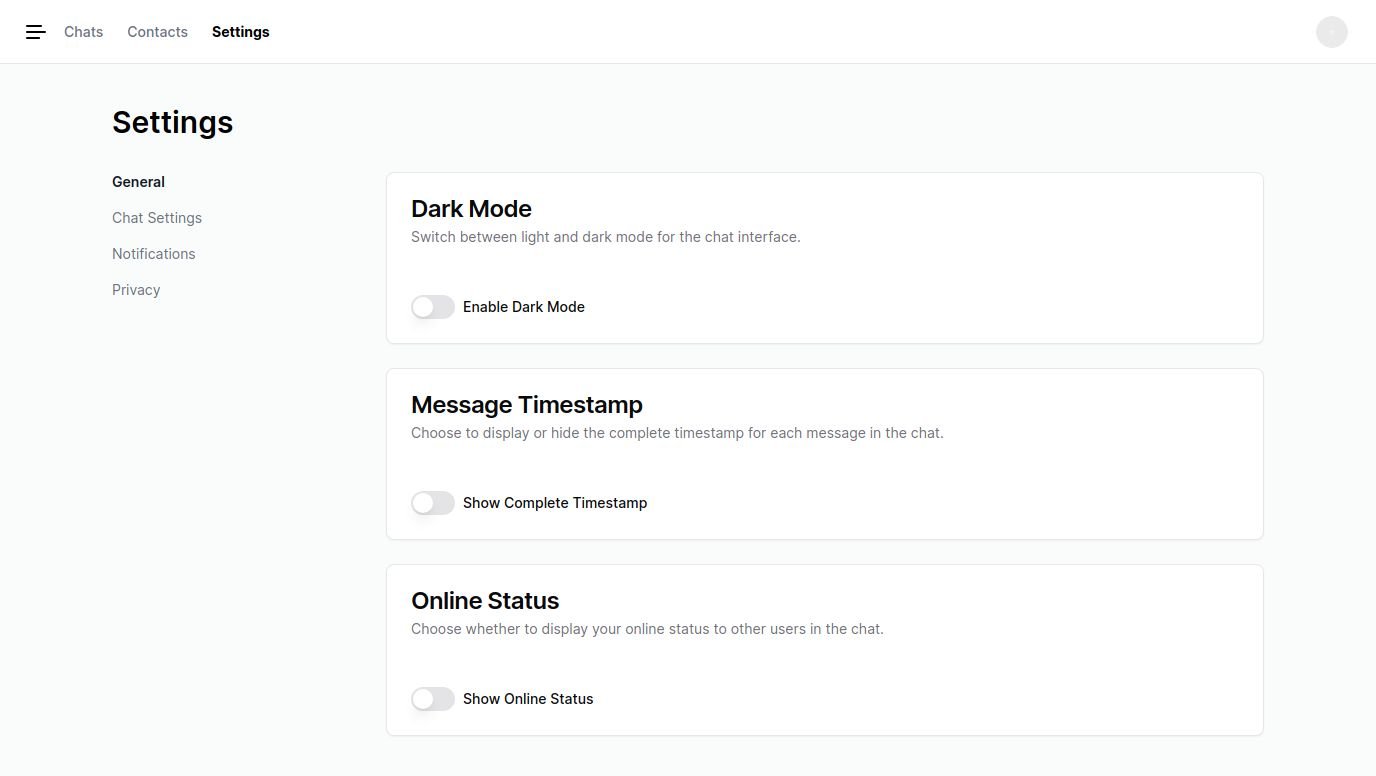 Chats Contacts Settings
Settings
General
Chat Settings
Notifications
Privacy
Dark Mode
Switch between light and dark mode for the chat interface.
Enable Dark Mode
Message Timestamp
Choose to display or hide the complete timestamp for each message in the chat.
Show Complete Timestamp
Online Status
Choose whether to display your online status to other users in the chat.
Show Online Status